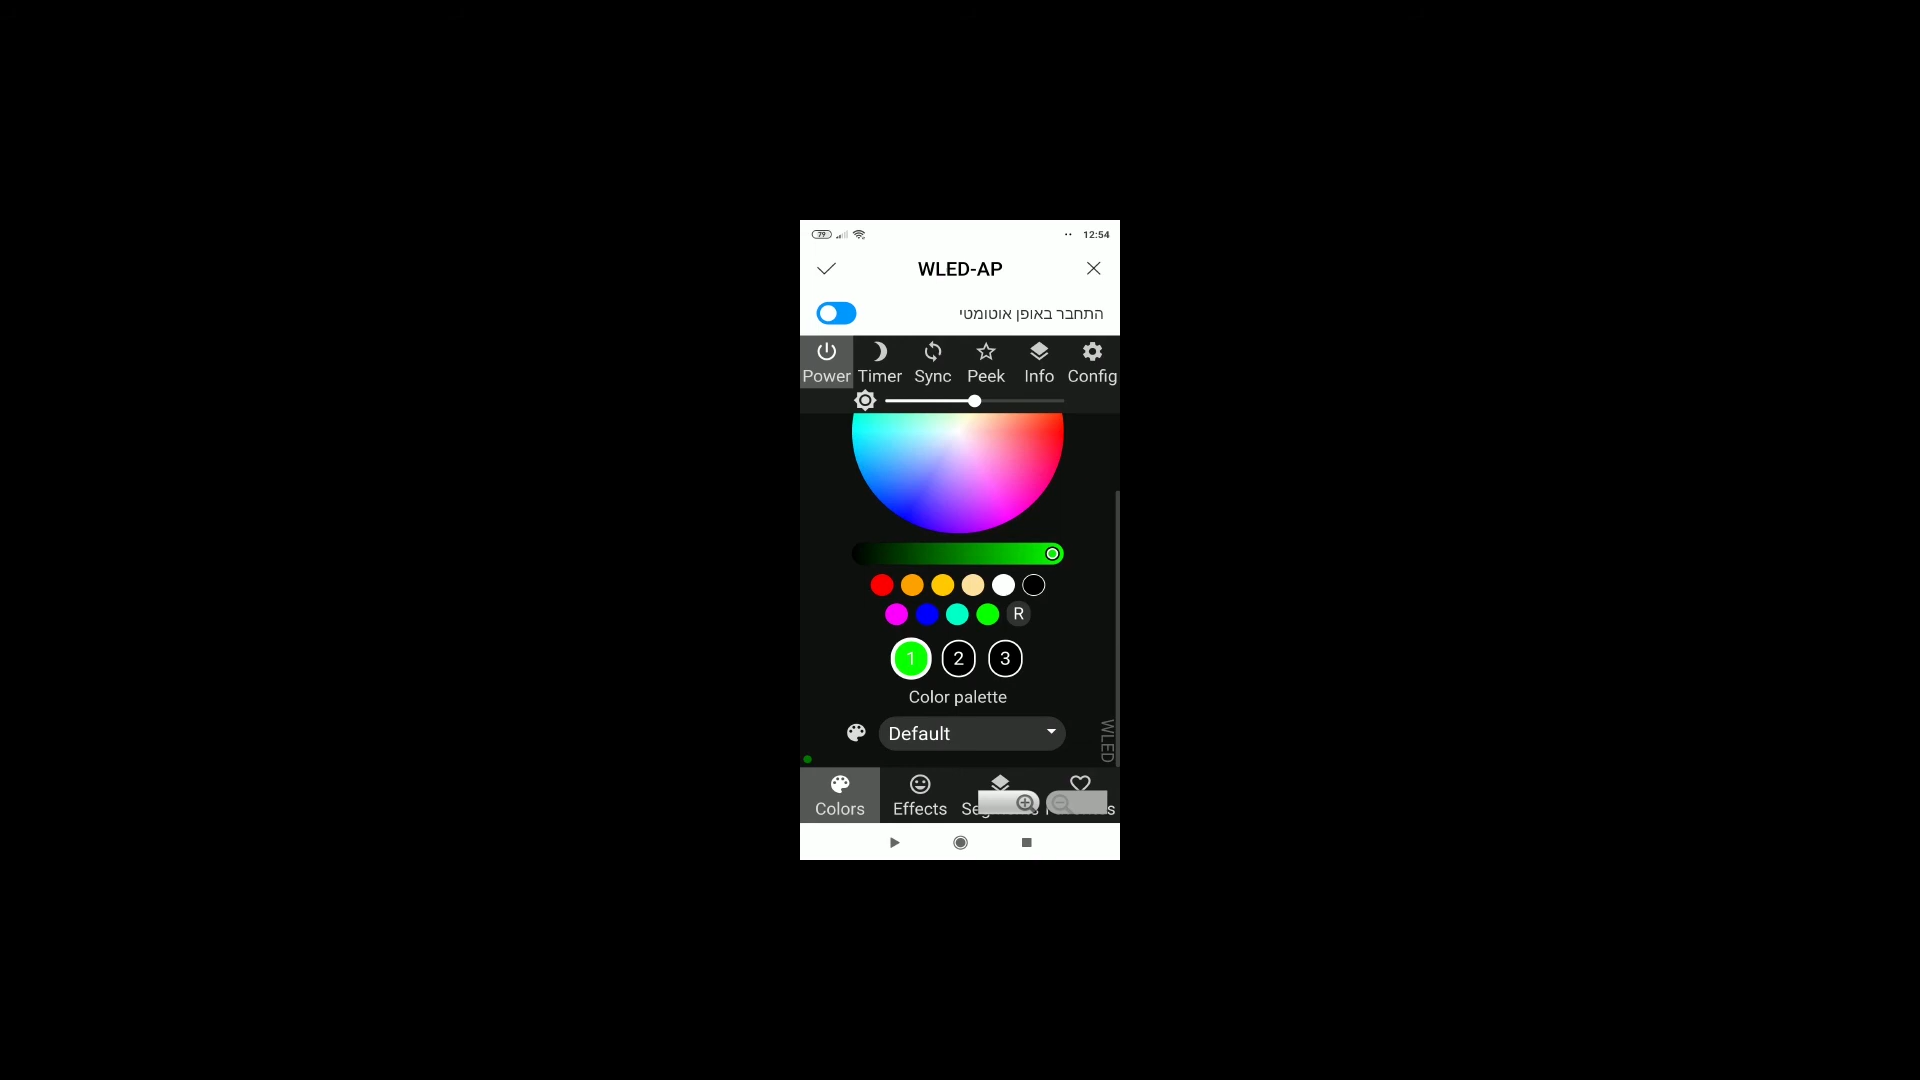 79 12:54
WLED-AP
התחבר באופן אוטומטי
Power Timer Sync Peek Info Config
R
1 2 3
Color palette
Default
WLED
Colors Effects